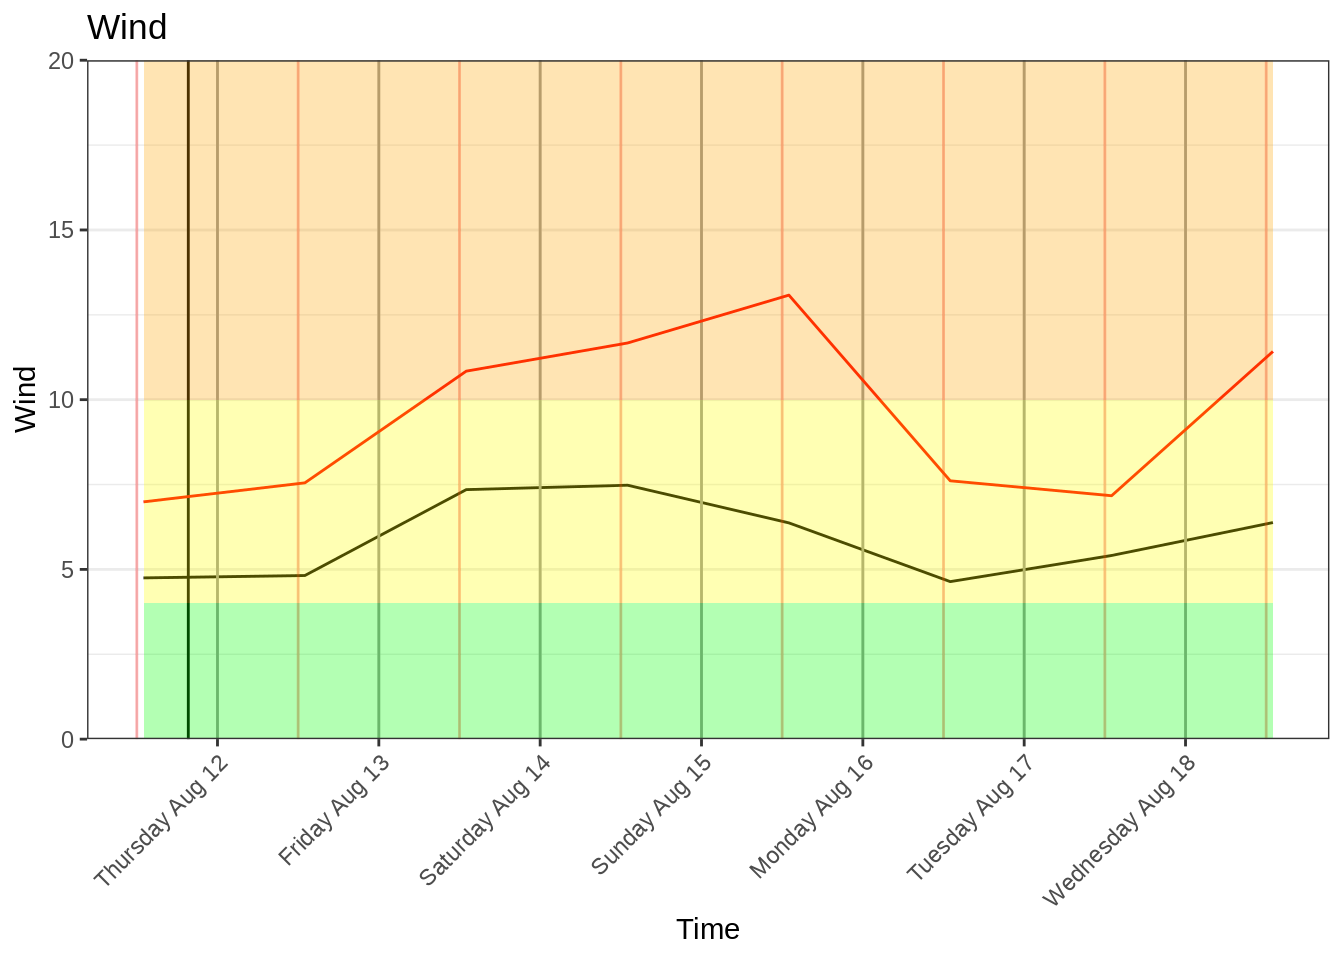 Wind
20
15
10
5
0
Wind
Thursday Aug 12
Friday Aug 13
Saturday Aug 14
Sunday Aug 15
Monday Aug 16
Tuesday Aug 17
Wednesday Aug 18
Time